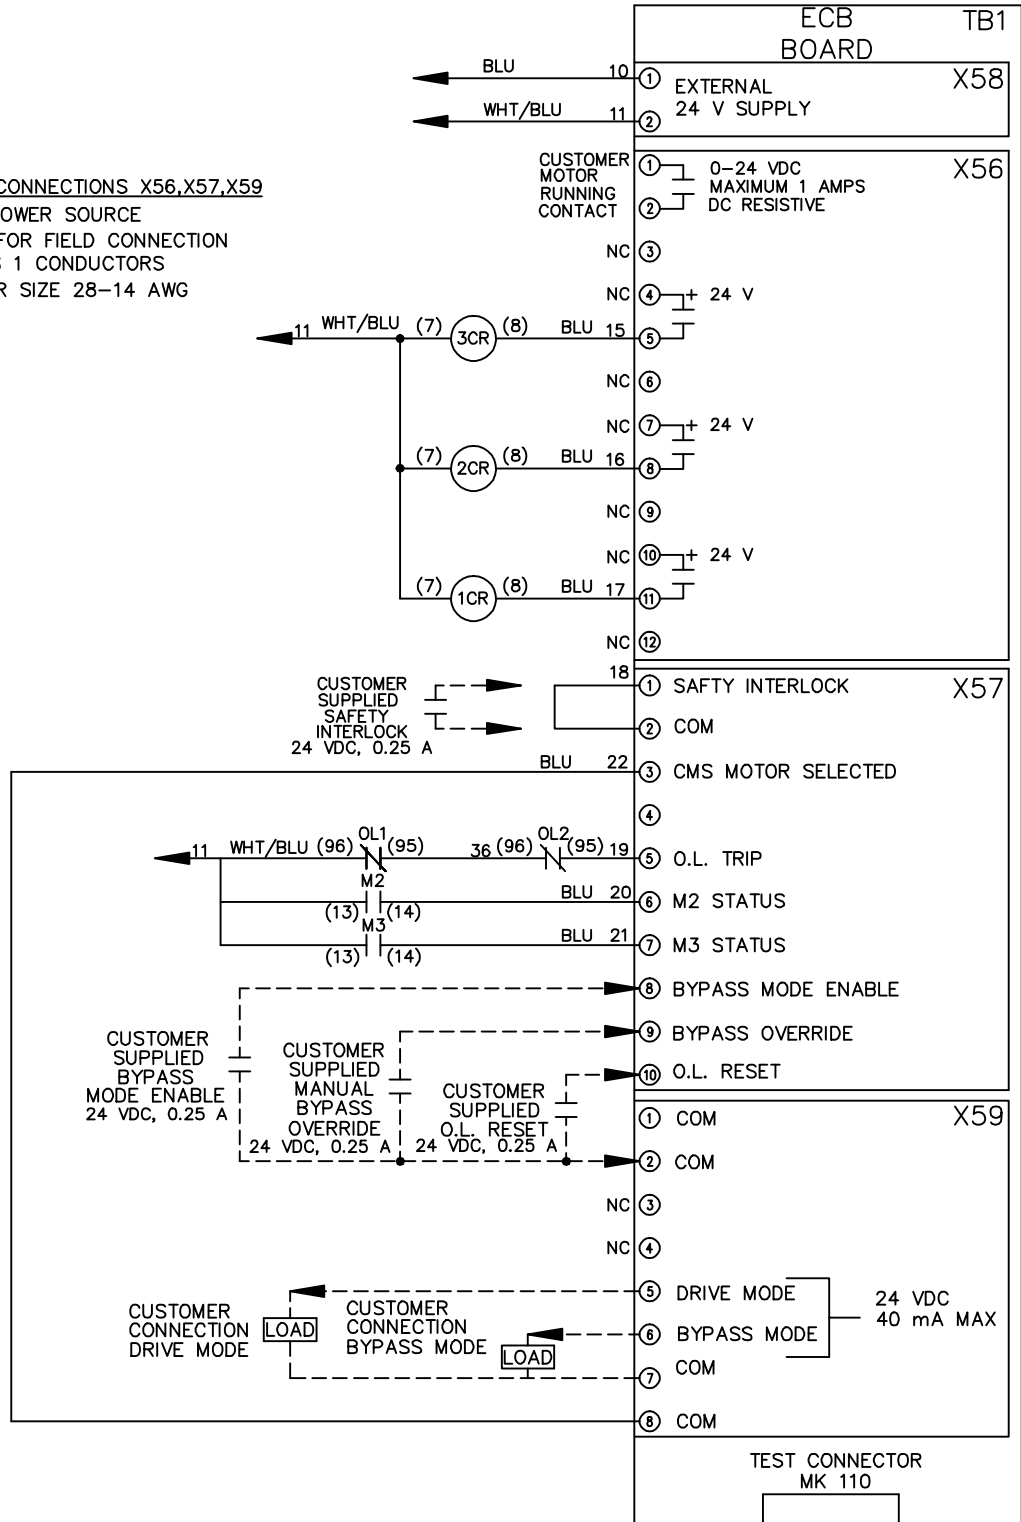 ECB TB1
BOARD
BLU 10 1 EXTERNAL X58
WHT/BLU 11 2 24 V SUPPLY
CONNECTIONS X56,X57,X59
OWER SOURCE
FOR FIELD CONNECTION
1 CONDUCTORS
R SIZE 28-14 AWG
CUSTOMER
MOTOR
RUNNING
CONTACT
1 0-24 VDC X56
MAXIMUM 1 AMPS
2 DC RESISTIVE
NC 3
NC 4 + 24 V
11 WHT/BLU (7) 3CR (8) BLU 15 5
NC 6
NC 7 + 24 V
(7) 2CR (8) BLU 16 8
NC 9
NC 10 + 24 V
(7) 1CR (8) BLU 17 11
NC 12
CUSTOMER
SUPPLIED
SAFETY
INTERLOCK
24 VDC, 0.25 A
18 1 SAFTY INTERLOCK X57
2 COM
BLU 22 3 CMS MOTOR SELECTED
4
11 WHT/BLU (96) OL1 (95) 36 (96) OL2 (95) 19 5 O.L. TRIP
M2
(13) (14) BLU 20 6 M2 STATUS
M3
(13) (14) BLU 21 7 M3 STATUS
8 BYPASS MODE ENABLE
9 BYPASS OVERRIDE
10 O.L. RESET
CUSTOMER
SUPPLIED
BYPASS
MODE ENABLE
24 VDC, 0.25 A
CUSTOMER
SUPPLIED
MANUAL
BYPASS
OVERRIDE
24 VDC, 0.25 A
CUSTOMER
SUPPLIED
O.L. RESET
24 VDC, 0.25 A
1 COM X59
2 COM
NC 3
NC 4
5 DRIVE MODE
6 BYPASS MODE
24 VDC
40 mA MAX
7 COM
8 COM
CUSTOMER
CONNECTION
DRIVE MODE
LOAD
CUSTOMER
CONNECTION
BYPASS MODE
LOAD
TEST CONNECTOR
MK 110